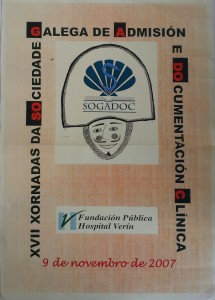 XVII XORNADAS DA SOCIEDADE
GALEGA DE ADMISIÓN
E DOCUMENTACIÓN CLÍNICA
SOGADOC
Fundación Pública
Hospital Verín
9 de novembro de 2007